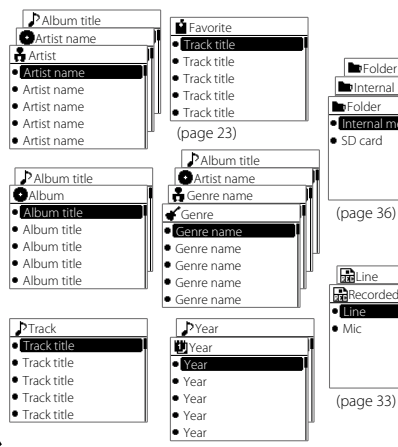 Album title
Artist name
Artist
Artist name
Artist name
Artist name
Artist name
Artist name
Favorite
Track title
Track title
Track title
Track title
Track title
(page 23)
Folder
Internal
Folder
Internal me
SD card
(page 36)
Album title
Album
Album title
Album title
Album title
Album title
Album title
Album title
Artist name
Genre name
Genre
Genre name
Genre name
Genre name
Genre name
Genre name
Line
Recorded
Line
Mic
(page 33)
Track
Track title
Track title
Track title
Track title
Track title
Year
Year
Year
Year
Year
Year
Year